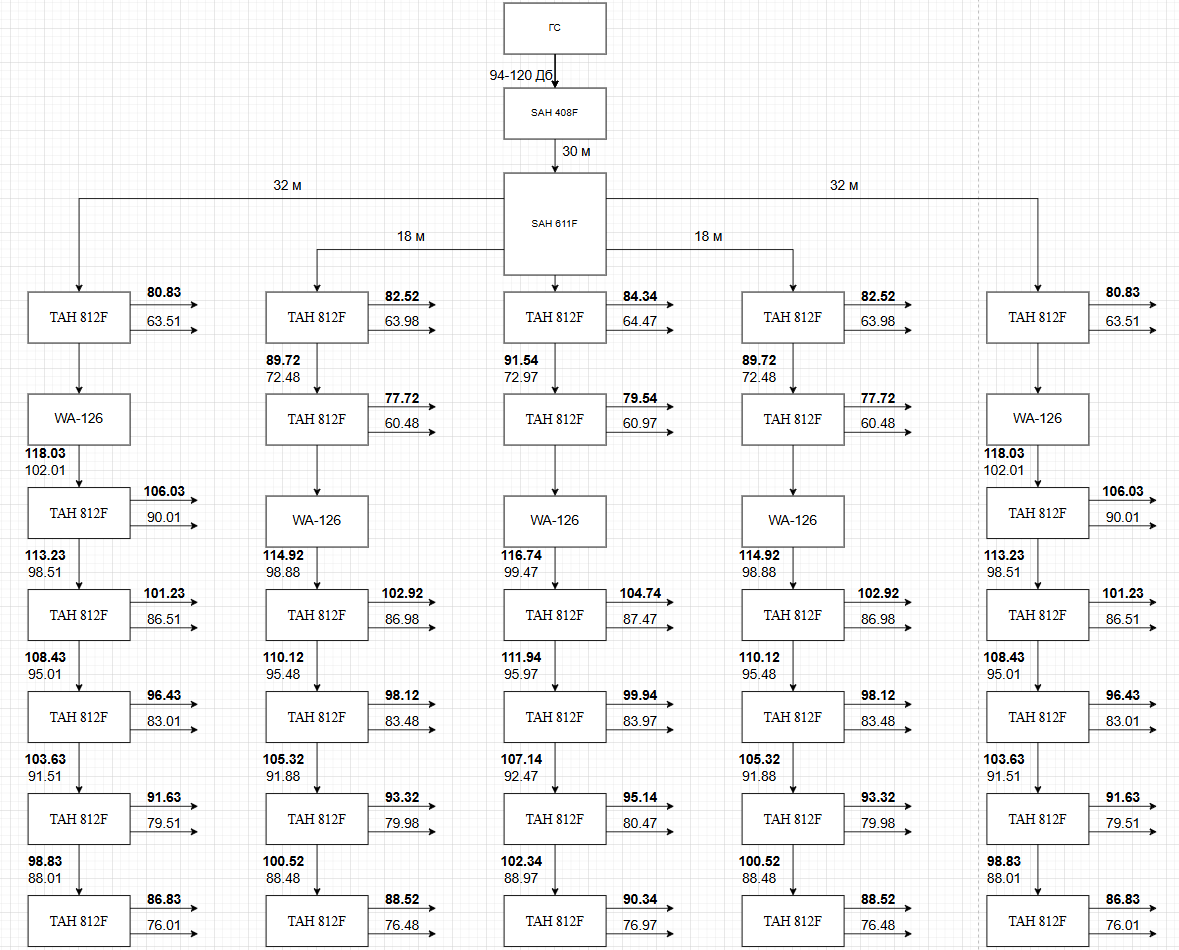 ГС
94-120 Дб
SAH 408F
30 м
32 м
32 м
SAH 611F
18 м
18 м
80.83
82.52
84.34
82.52
80.83
TAH 812F
63.51
TAH 812F
63.98
TAH 812F
64.47
TAH 812F
63.98
TAH 812F
63.51
89.72
91.54
89.72
72.48
72.97
72.48
77.72
79.54
77.72
WA-126
TAH 812F
60.48
TAH 812F
60.97
TAH 812F
60.48
WA-126
118.03
118.03
102.01
102.01
106.03
106.03
TAH 812F
90.01
WA-126
WA-126
WA-126
TAH 812F
90.01
113.23
114.92
116.74
114.92
113.23
98.51
98.88
99.47
98.88
98.51
101.23
102.92
104.74
102.92
101.23
TAH 812F
86.51
TAH 812F
86.98
TAH 812F
87.47
TAH 812F
86.98
TAH 812F
86.51
108.43
110.12
111.94
110.12
108.43
95.01
95.48
95.97
95.48
95.01
96.43
98.12
99.94
98.12
96.43
TAH 812F
83.01
TAH 812F
83.48
TAH 812F
83.97
TAH 812F
83.48
TAH 812F
83.01
103.63
105.32
107.14
105.32
103.63
91.51
91.88
92.47
91.88
91.51
91.63
93.32
95.14
93.32
91.63
TAH 812F
79.51
TAH 812F
79.98
TAH 812F
80.47
TAH 812F
79.98
TAH 812F
79.51
98.83
100.52
102.34
100.52
98.83
88.01
88.48
88.97
88.48
88.01
86.83
88.52
90.34
88.52
86.83
TAH 812F
76.01
TAH 812F
76.48
TAH 812F
76.97
TAH 812F
76.48
TAH 812F
76.01